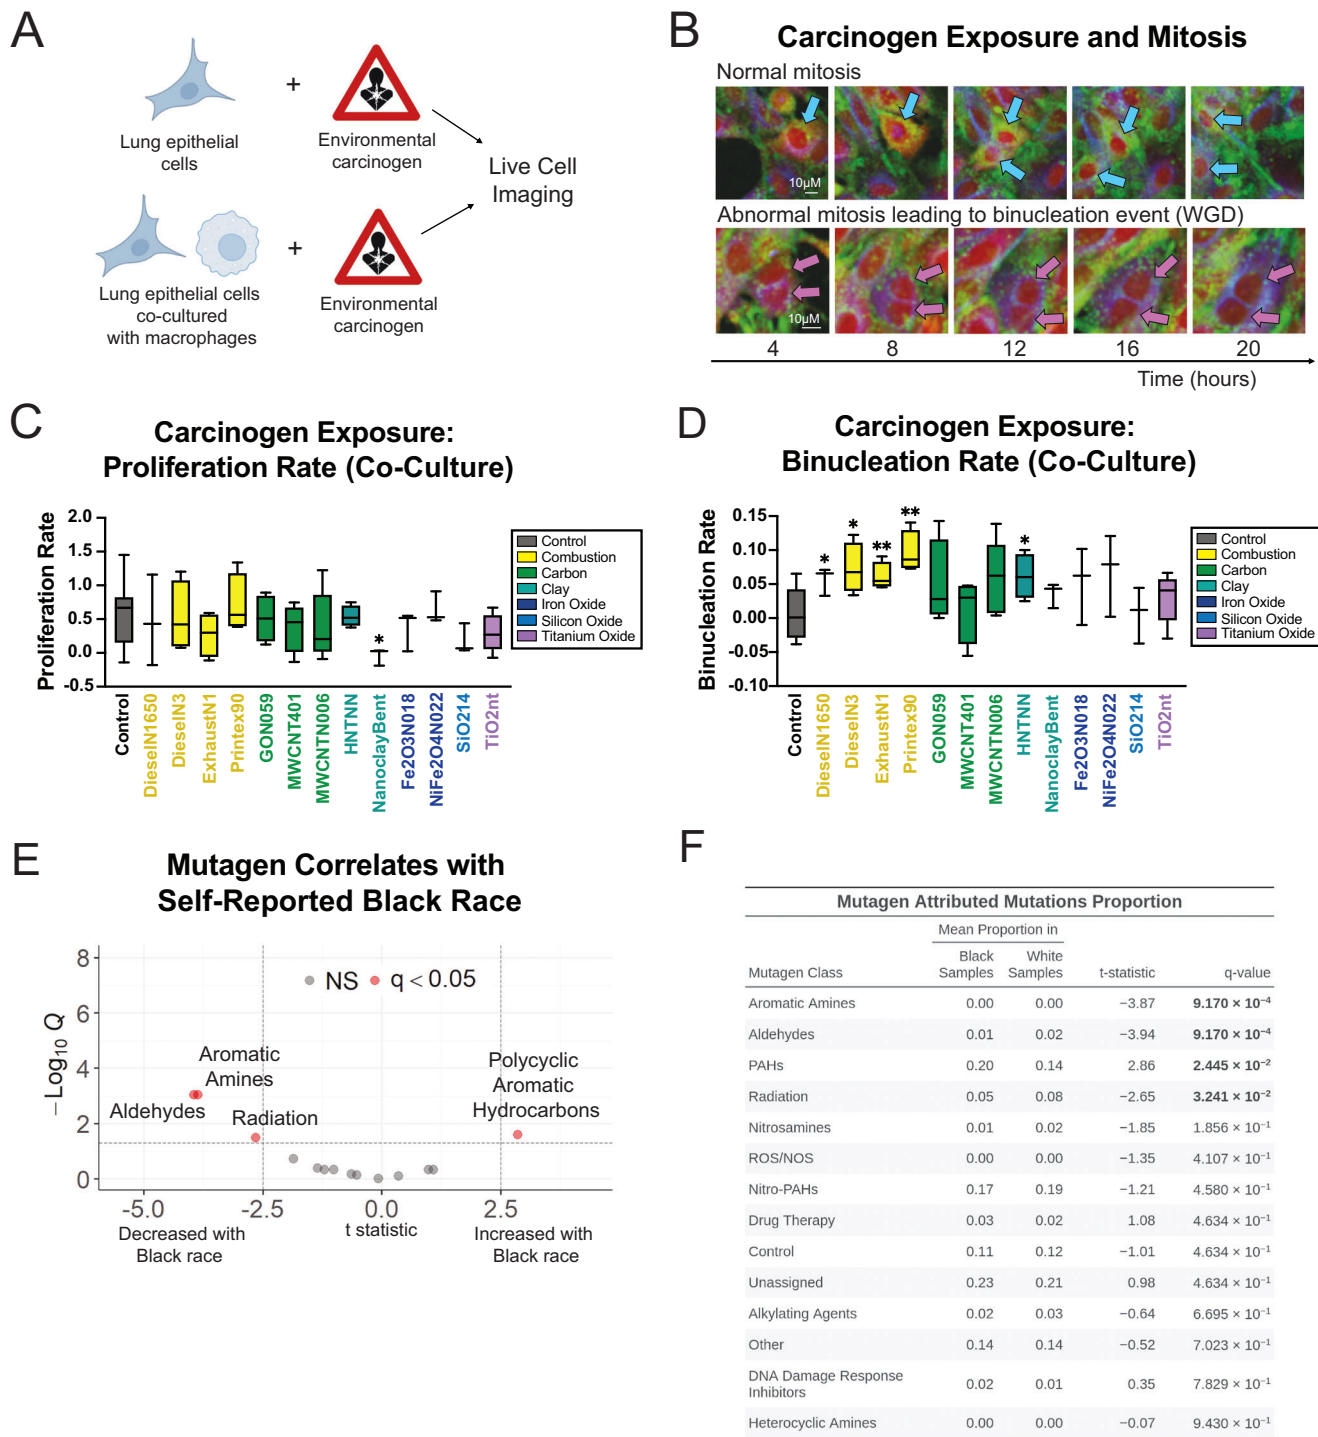 A
Lung epithelial
cells
+
Environmental
carcinogen
Lung epithelial cells
co-cultured
with macrophages
+
Environmental
carcinogen
Live Cell
Imaging
B
Carcinogen Exposure and Mitosis
Normal mitosis
10µM
Abnormal mitosis leading to binucleation event (WGD)
10µM
4 8 12 16 20
Time (hours)
C
Carcinogen Exposure:
Proliferation Rate (Co-Culture)
Proliferation Rate
2.0
1.5
1.0
0.5
0.0
-0.5
*
Control
Combustion
Carbon
Clay
Iron Oxide
Silicon Oxide
Titanium Oxide
Control
DieselN1650
DieselN3
ExhaustN1
Printex90
GON059
MWCNT401
MWCNTN006
HNTNN
NanoclayBent
Fe2O3N018
NiFe2O4N022
SiO214
TiO2nt
D
Carcinogen Exposure:
Binucleation Rate (Co-Culture)
Binucleation Rate
0.15
0.10
0.05
0.00
-0.05
-0.10
* * ** ** *
Control
Combustion
Carbon
Clay
Iron Oxide
Silicon Oxide
Titanium Oxide
Control
DieselN1650
DieselN3
ExhaustN1
Printex90
GON059
MWCNT401
MWCNTN006
HNTNN
NanoclayBent
Fe2O3N018
NiFe2O4N022
SiO214
TiO2nt
E
Mutagen Correlates with
Self-Reported Black Race
−Log10 Q
8
6
4
2
0
NS q < 0.05
Aromatic
Amines
Aldehydes
Radiation
Polycyclic
Aromatic
Hydrocarbons
-5.0 -2.5 0.0 2.5
Decreased with
Black race
t statistic
Increased with
Black race
F
Mutagen Attributed Mutations Proportion
Mean Proportion in
Mutagen Class Black Samples White Samples t-statistic q-value
Aromatic Amines 0.00 0.00 −3.87 9.170 × 10⁻⁴
Aldehydes 0.01 0.02 −3.94 9.170 × 10⁻⁴
PAHs 0.20 0.14 2.86 2.445 × 10⁻²
Radiation 0.05 0.08 −2.65 3.241 × 10⁻²
Nitrosamines 0.01 0.02 −1.85 1.856 × 10⁻¹
ROS/NOS 0.00 0.00 −1.35 4.107 × 10⁻¹
Nitro-PAHs 0.17 0.19 −1.21 4.580 × 10⁻¹
Drug Therapy 0.03 0.02 1.08 4.634 × 10⁻¹
Control 0.11 0.12 −1.01 4.634 × 10⁻¹
Unassigned 0.23 0.21 0.98 4.634 × 10⁻¹
Alkylating Agents 0.02 0.03 −0.64 6.695 × 10⁻¹
Other 0.14 0.14 −0.52 7.023 × 10⁻¹
DNA Damage Response
Inhibitors 0.02 0.01 0.35 7.829 × 10⁻¹
Heterocyclic Amines 0.00 0.00 −0.07 9.430 × 10⁻¹